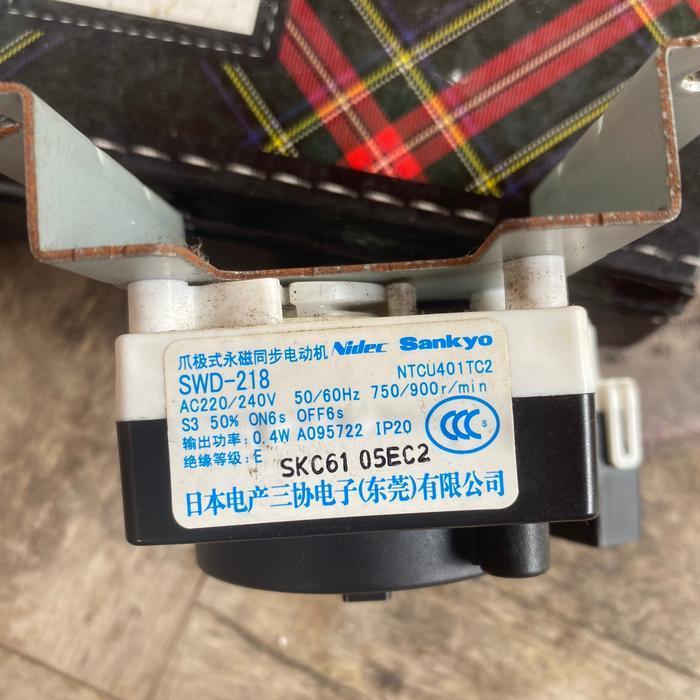 爪极式永磁同步电动机 Nidec Sankyo
SWD-218 NTCU401TC2
AC220/240V 50/60Hz 750/900r/min
S3 50% ON6s OFF6s
输出功率: 0.4W A095722 IP20
绝缘等级: E
CCC S
SKC61 05EC2
日本电产三协电子(东莞)有限公司